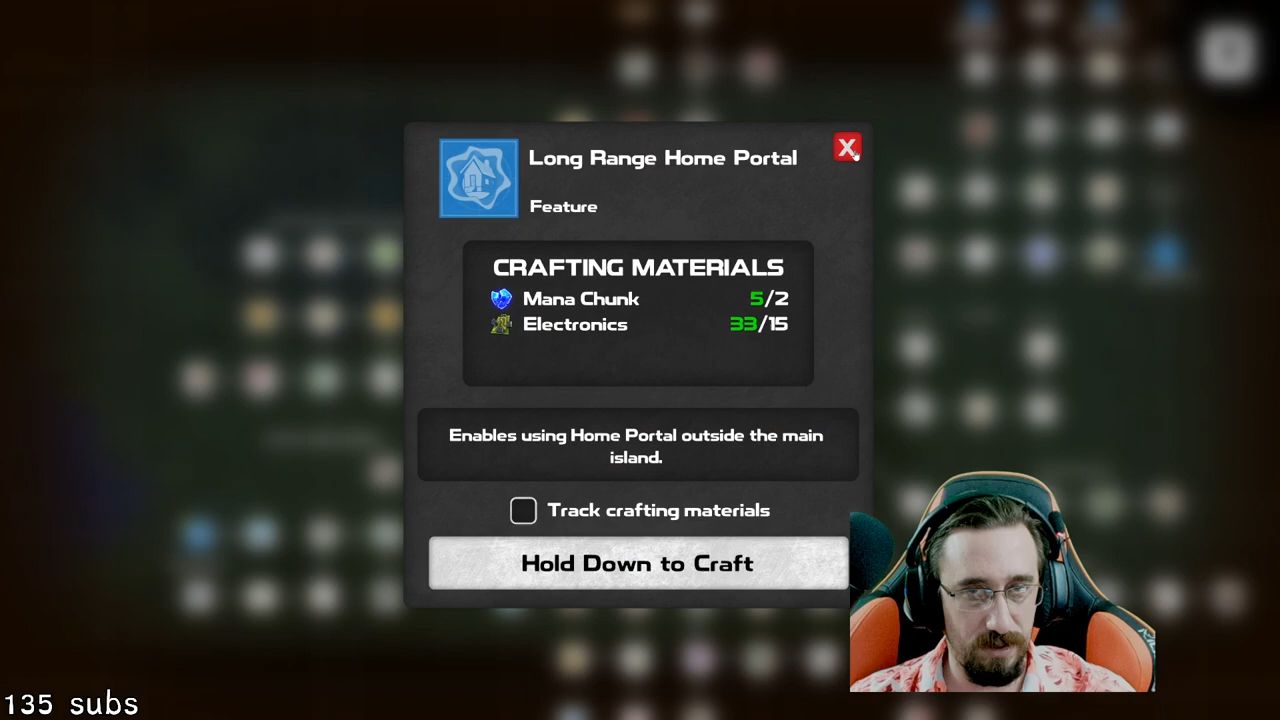 Long Range Home Portal
X
Feature
CRAFTING MATERIALS
Mana Chunk 5/2
Electronics 33/15
Enables using Home Portal outside the main
island.
Track crafting materials
Hold Down to Craft
135 subs